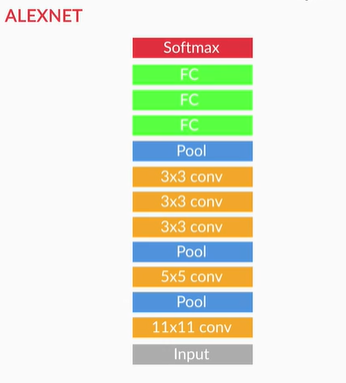 ALEXNET
Softmax
FC
FC
FC
Pool
3x3 conv
3x3 conv
3x3 conv
Pool
5x5 conv
Pool
11x11 conv
Input